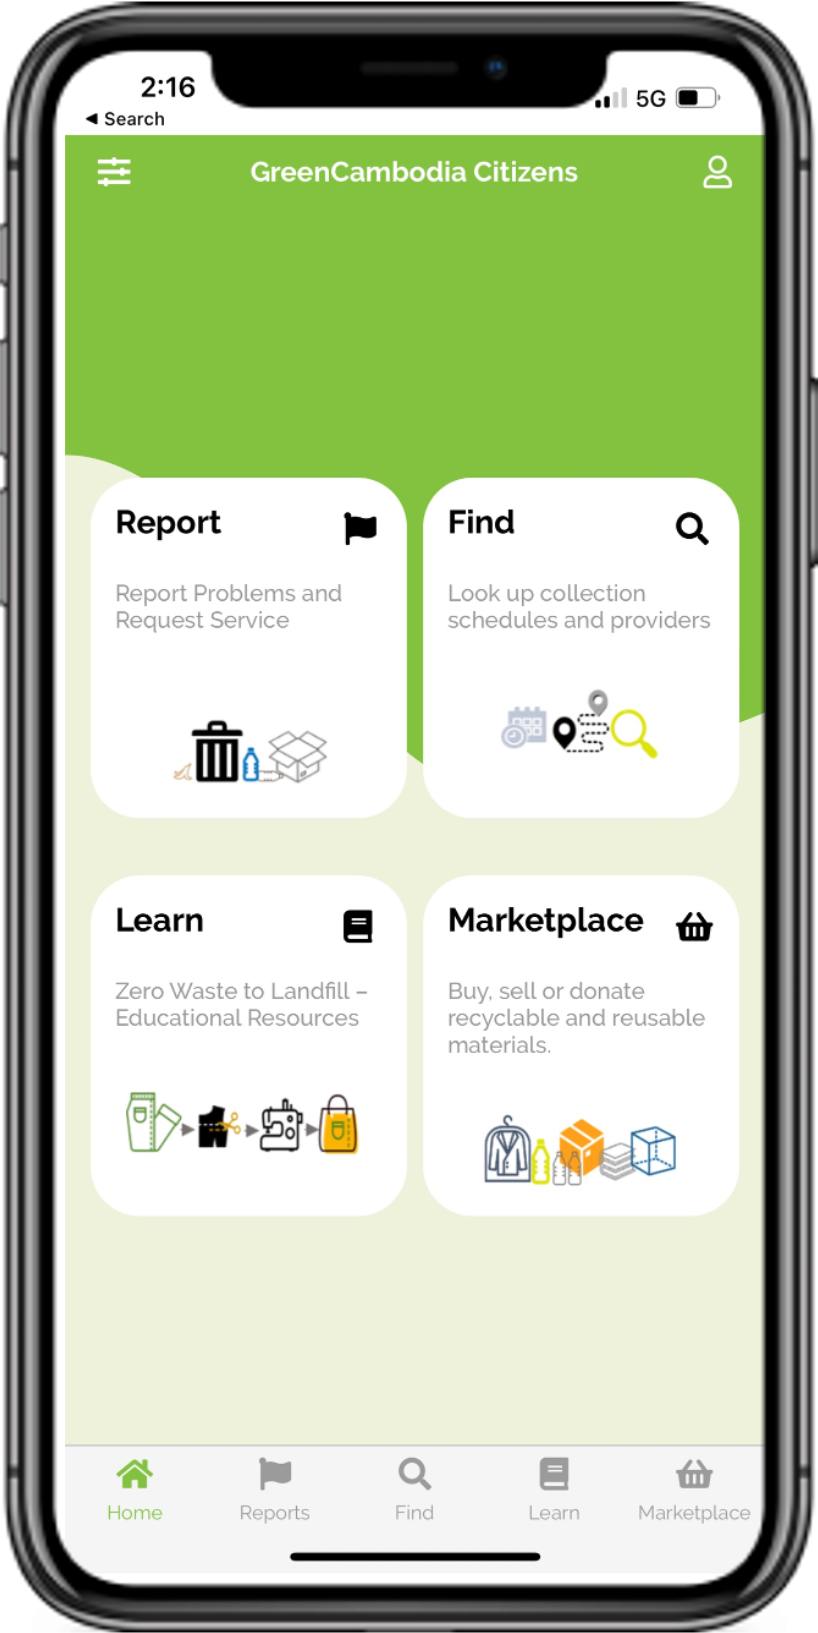 2:16
5G
◀ Search
GreenCambodia Citizens
Report
Report Problems and
Request Service
Find
Look up collection
schedules and providers
Learn
Zero Waste to Landfill –
Educational Resources
Marketplace
Buy, sell or donate
recyclable and reusable
materials.
Home
Reports
Find
Learn
Marketplace